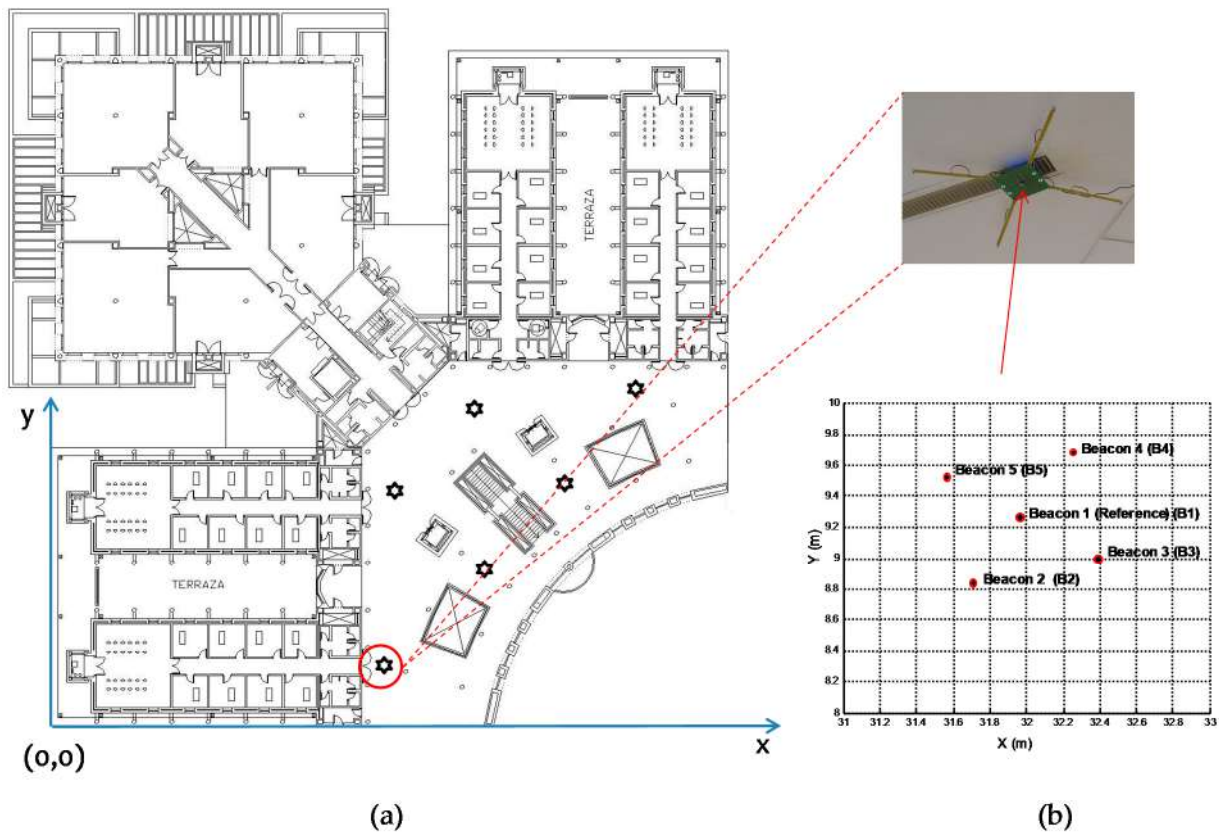 TERRAZA
y
TERRAZA
x
(0,0)
(a)
10
9.8
9.6
9.4
9.2
9
8.8
8.6
8.4
8.2
8
Y (m)
Beacon 4 (B4)
Beacon 5 (B5)
Beacon 1 (Reference) (B1)
Beacon 3 (B3)
Beacon 2 (B2)
31 31.2 31.4 31.6 31.8 32 32.2 32.4 32.6 32.8 33
X (m)
(b)